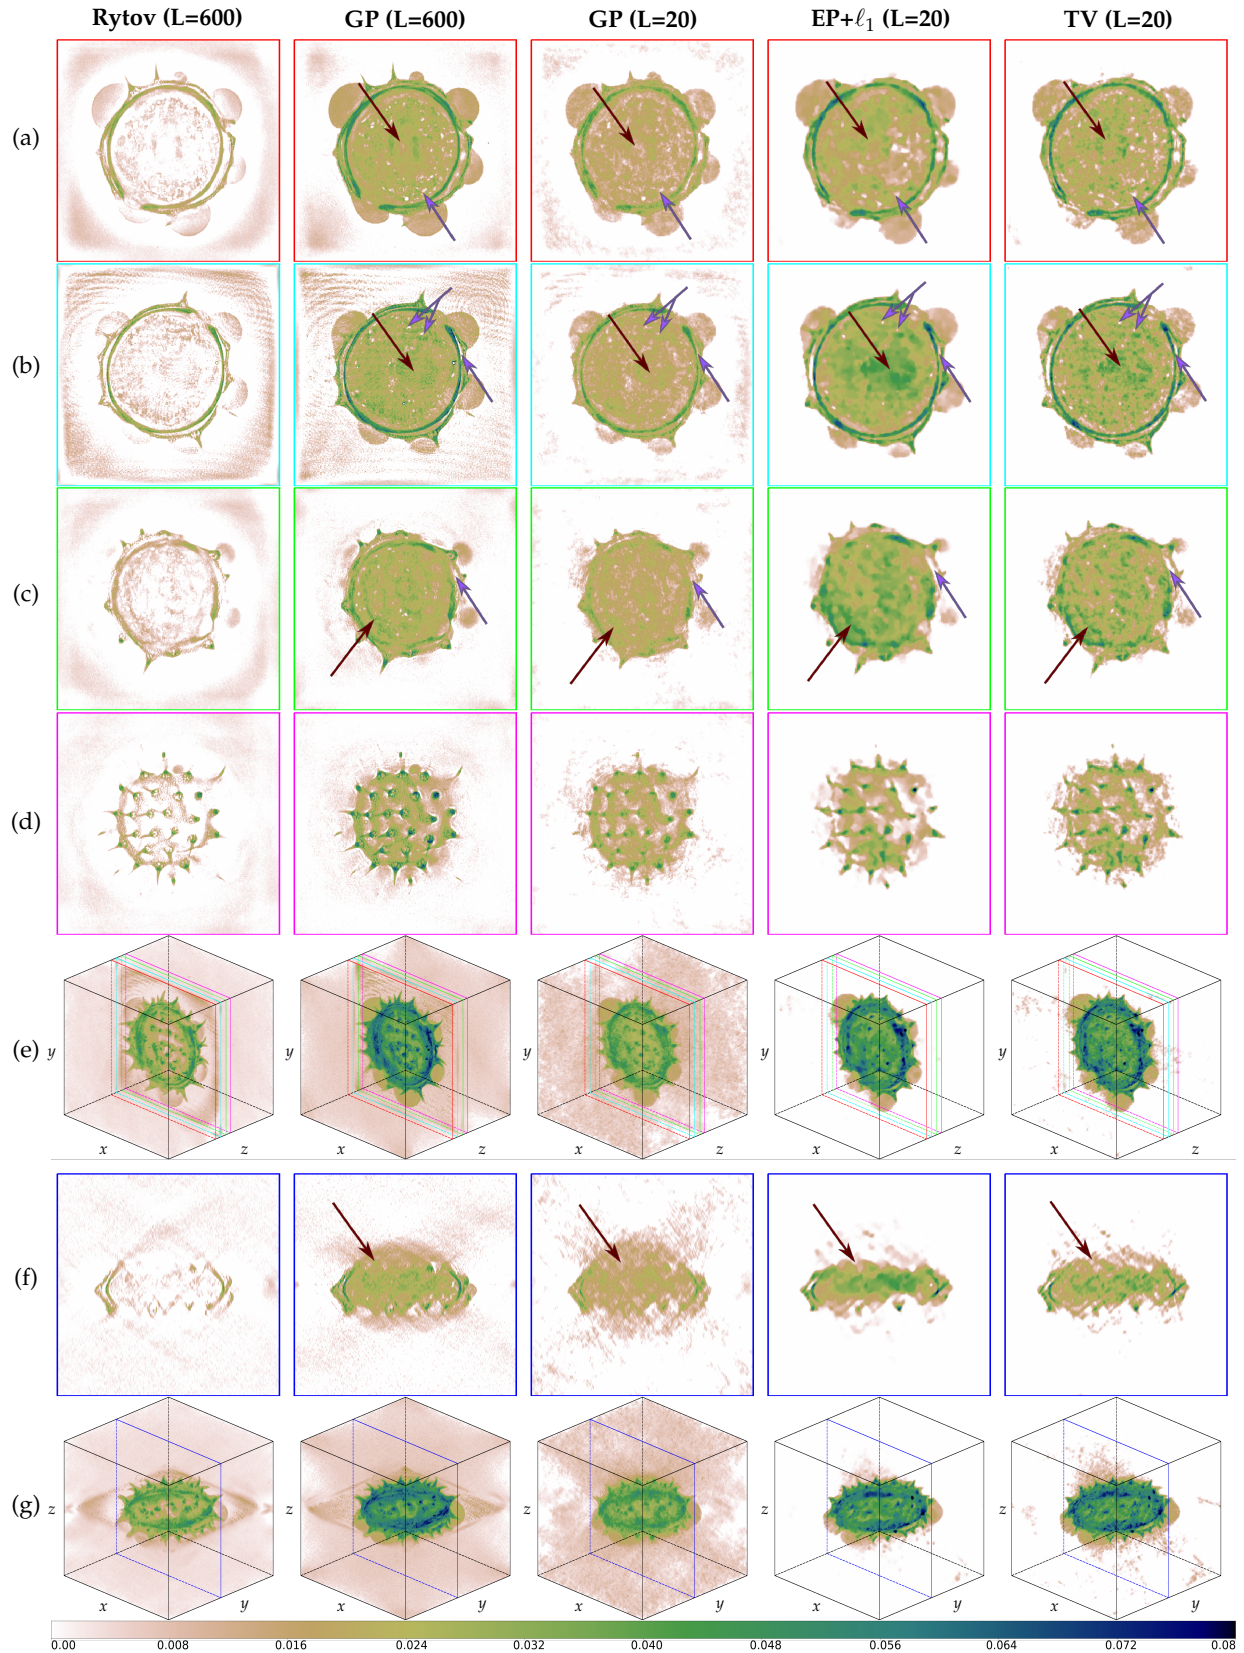 Rytov (L=600) GP (L=600) GP (L=20) EP+ℓ₁ (L=20) TV (L=20)
(a)
(b)
(c)
(d)
(e) y y y y y
x z x z x z x z x z
(f)
(g) z z z z z
x y x y x y x y x y
0.00 0.008 0.016 0.024 0.032 0.040 0.048 0.056 0.064 0.072 0.08